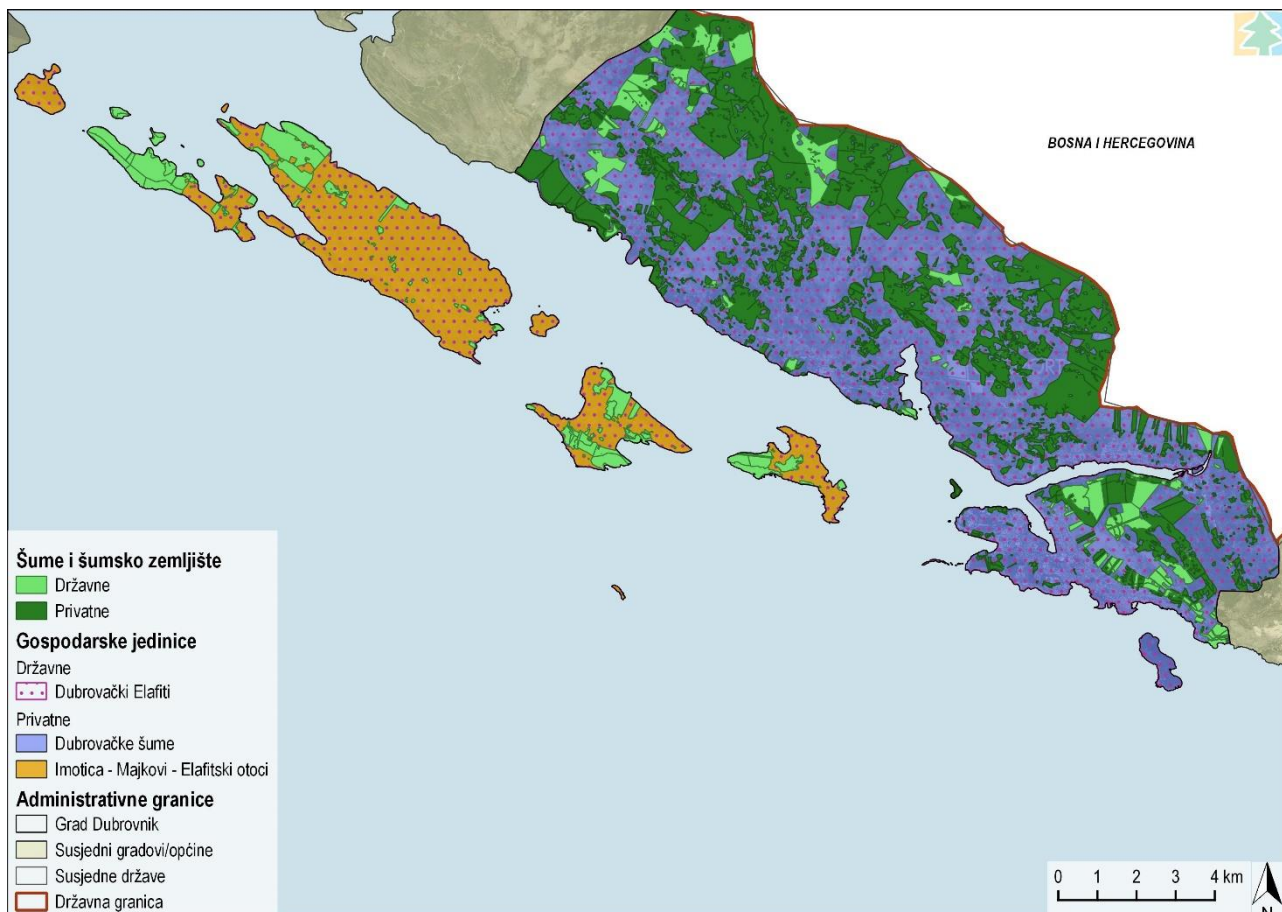 BOSNA I HERCEGOVINA
Šume i šumsko zemljište
Državne
Privatne
Gospodarske jedinice
Državne
Dubrovački Elafiti
Privatne
Dubrovačke šume
Imotica - Majkovi - Elafitski otoci
Administrativne granice
Grad Dubrovnik
Susjedni gradovi/općine
Susjedne države
Državna granica
0 1 2 3 4 km
N